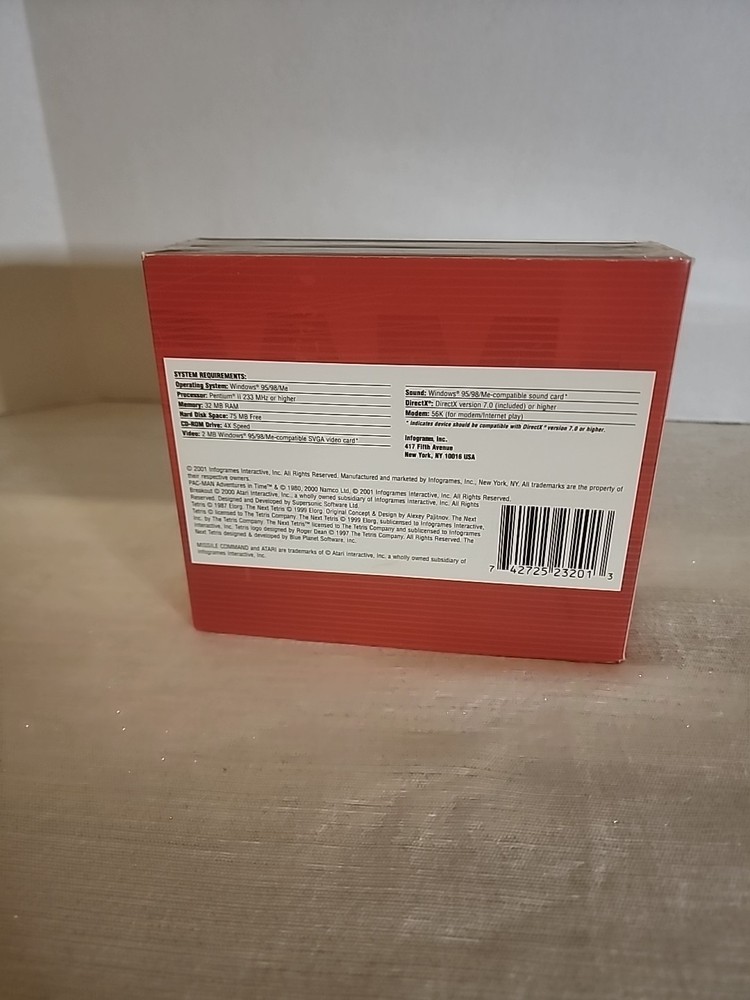 SYSTEM REQUIREMENTS:
Operating System: Windows® 95/98/Me
Processor: Pentium® II 233 MHz or higher
Memory: 32 MB RAM
Hard Disk Space: 75 MB Free
CD-ROM Drive: 4X Speed
Video: 2 MB Windows® 95/98/Me-compatible SVGA video card*
Sound: Windows® 95/98/Me-compatible sound card*
DirectX®: DirectX version 7.0 (included) or higher
Modem: 56K (for modem/Internet play)
* Indicates device should be compatible with DirectX® version 7.0 or higher.
Infogrames, Inc.
417 Fifth Avenue
New York, NY 10016 USA
© 2001 Infogrames Interactive, Inc. All Rights Reserved. Manufactured and marketed by Infogrames, Inc., New York, NY. All trademarks are the property of
their respective owners.
PAC-MAN Adventures in Time™ & © 1980, 2000 Namco Ltd, © 2001 Infogrames Interactive, Inc. All Rights Reserved.
Breakout © 2000 Atari Interactive, Inc., a wholly owned subsidiary of Infogrames Interactive, Inc. All Rights
Reserved. Designed and Developed by Supersonic Software Ltd.
Tetris © 1987 Elorg. The Next Tetris © 1999 Elorg. Original Concept & Design by Alexey Pajitnov. The Next
Tetris © licensed to The Tetris Company. The Next Tetris © 1999 Elorg, sublicensed to Infogrames Interactive,
Inc. by The Tetris Company. The Next Tetris™ licensed to The Tetris Company and sublicensed to Infogrames
Interactive, Inc. Tetris logo designed by Roger Dean © 1997 The Tetris Company. All Rights Reserved. The
Next Tetris designed & developed by Blue Planet Software, Inc.
MISSILE COMMAND and ATARI are trademarks of © Atari Interactive, Inc, a wholly owned subsidiary of
Infogrames Interactive, Inc.
7 42725 23201 3